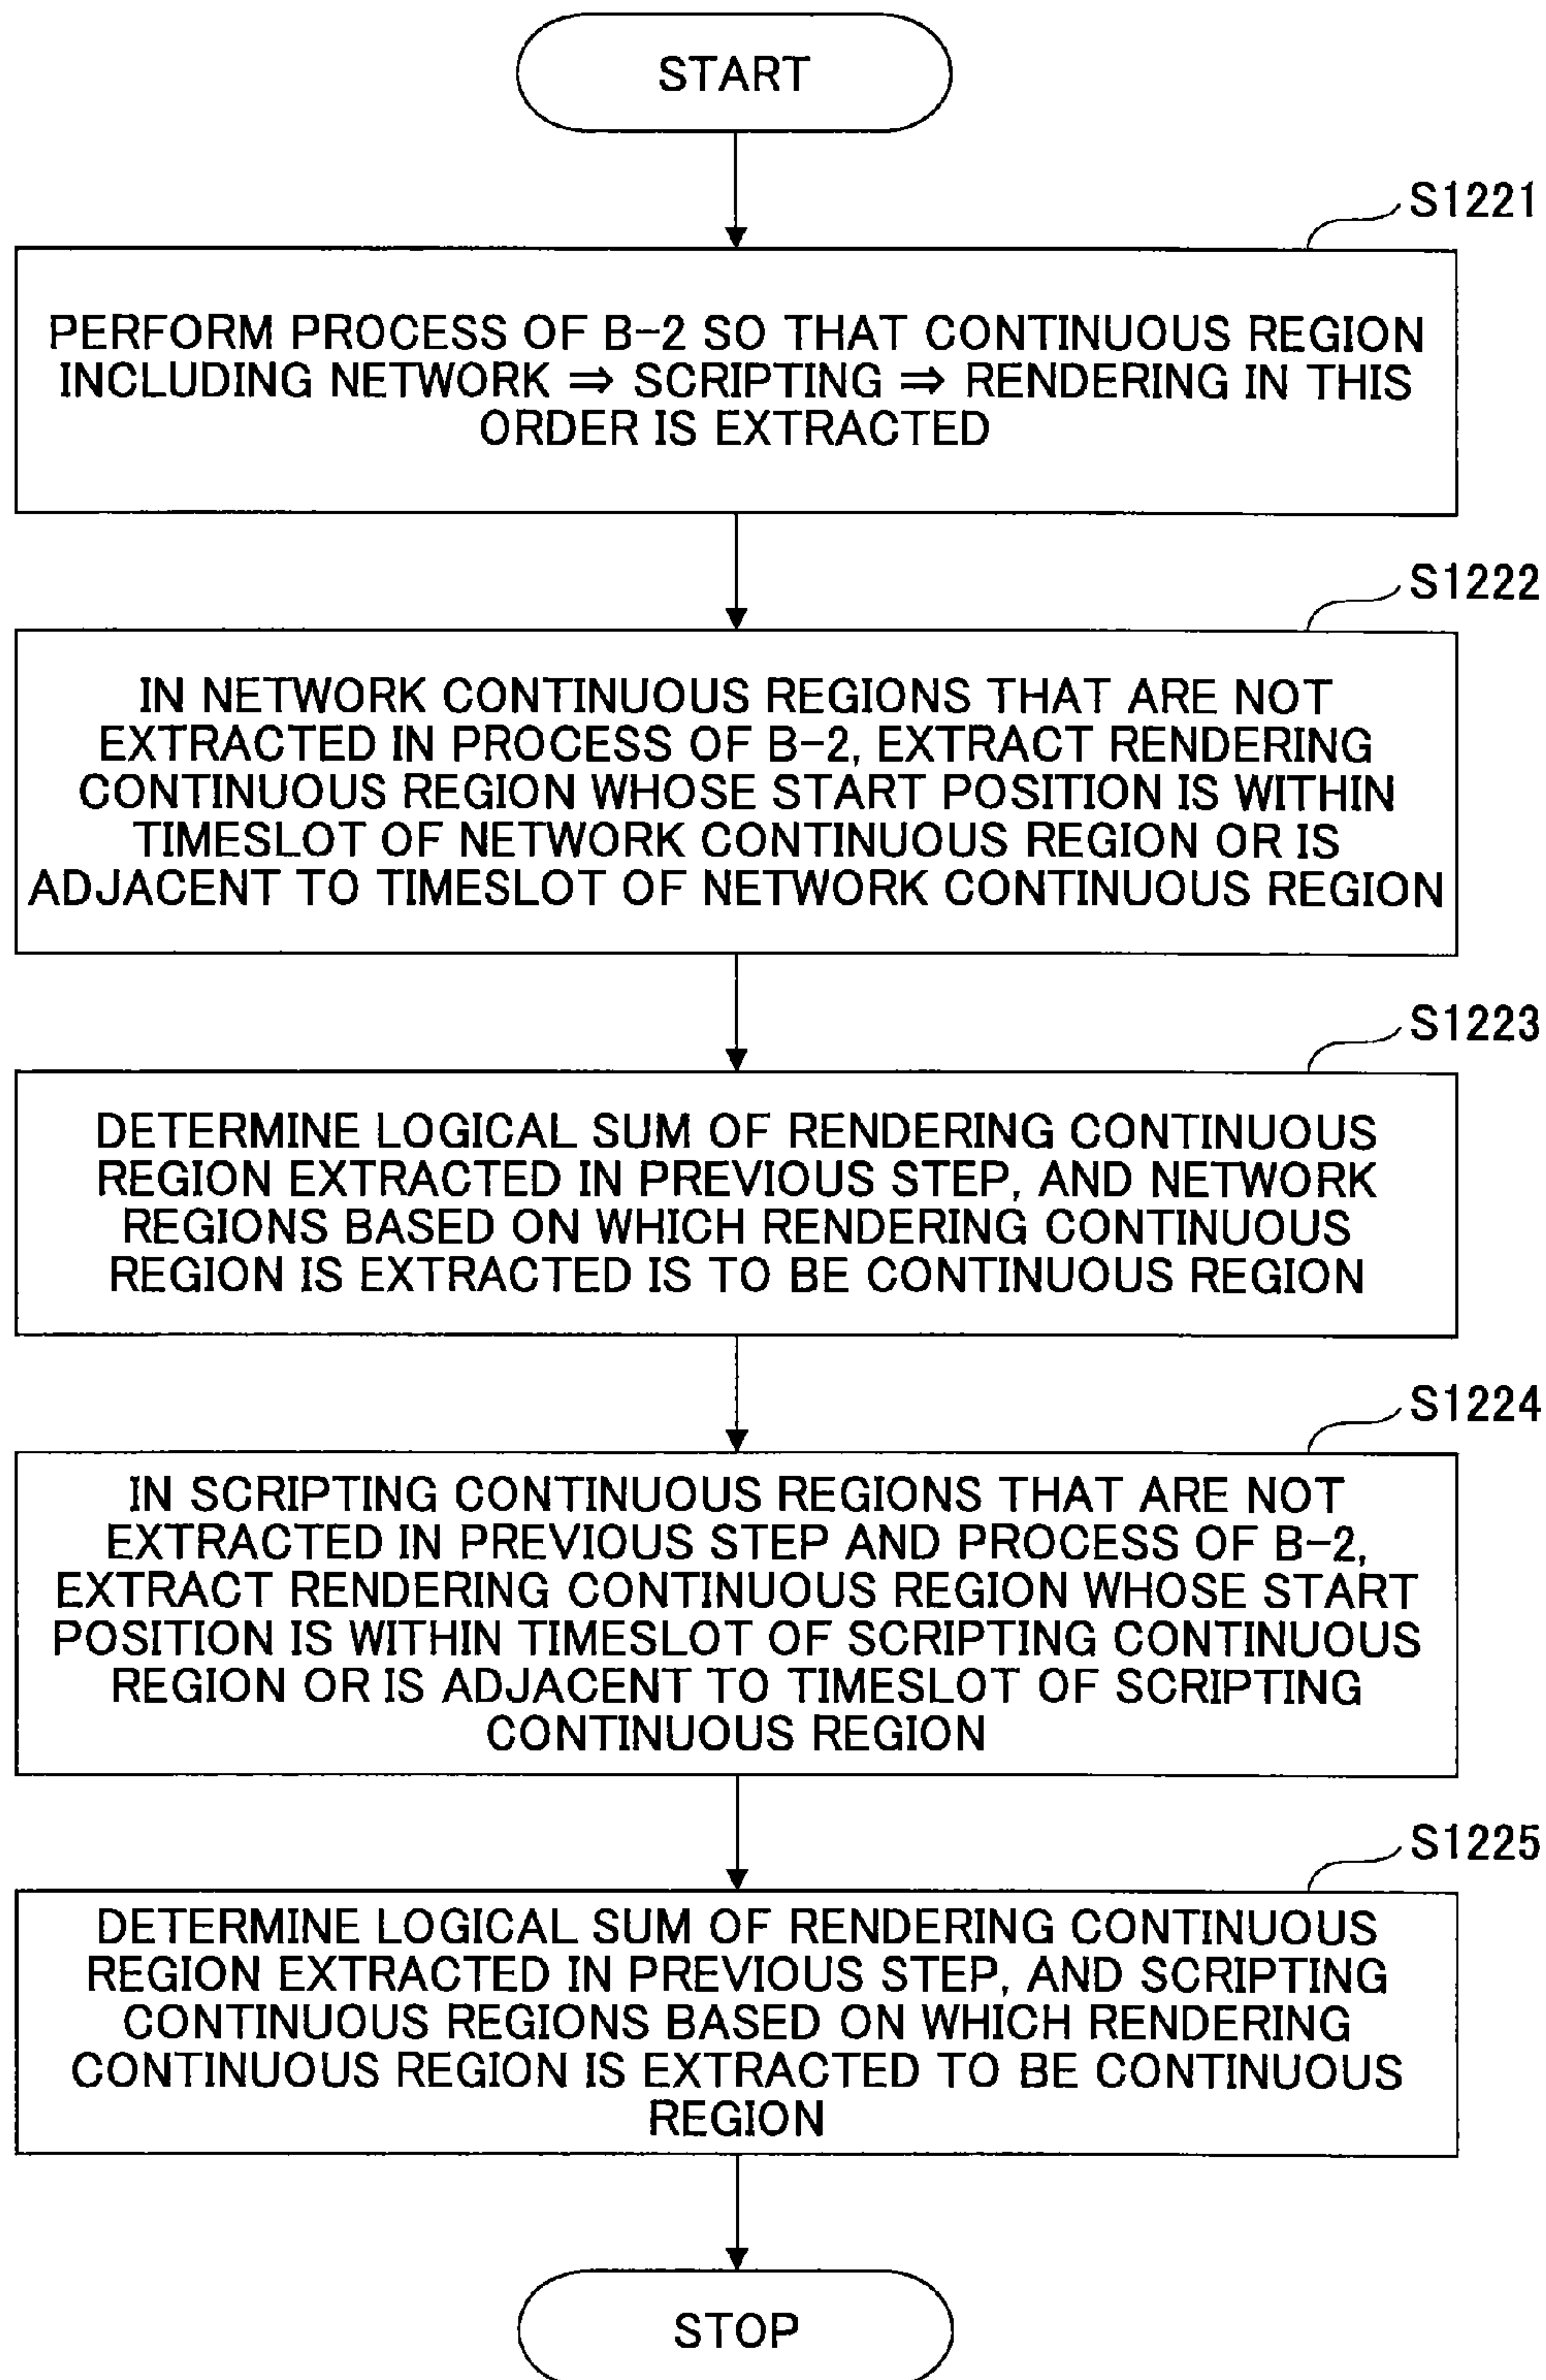 START
S1221
PERFORM PROCESS OF B-2 SO THAT CONTINUOUS REGION
INCLUDING NETWORK ⇒ SCRIPTING ⇒ RENDERING IN THIS
ORDER IS EXTRACTED
S1222
IN NETWORK CONTINUOUS REGIONS THAT ARE NOT
EXTRACTED IN PROCESS OF B-2, EXTRACT RENDERING
CONTINUOUS REGION WHOSE START POSITION IS WITHIN
TIMESLOT OF NETWORK CONTINUOUS REGION OR IS
ADJACENT TO TIMESLOT OF NETWORK CONTINUOUS REGION
S1223
DETERMINE LOGICAL SUM OF RENDERING CONTINUOUS
REGION EXTRACTED IN PREVIOUS STEP, AND NETWORK
REGIONS BASED ON WHICH RENDERING CONTINUOUS
REGION IS EXTRACTED IS TO BE CONTINUOUS REGION
S1224
IN SCRIPTING CONTINUOUS REGIONS THAT ARE NOT
EXTRACTED IN PREVIOUS STEP AND PROCESS OF B-2,
EXTRACT RENDERING CONTINUOUS REGION WHOSE START
POSITION IS WITHIN TIMESLOT OF SCRIPTING CONTINUOUS
REGION OR IS ADJACENT TO TIMESLOT OF SCRIPTING
CONTINUOUS REGION
S1225
DETERMINE LOGICAL SUM OF RENDERING CONTINUOUS
REGION EXTRACTED IN PREVIOUS STEP, AND SCRIPTING
CONTINUOUS REGIONS BASED ON WHICH RENDERING
CONTINUOUS REGION IS EXTRACTED TO BE CONTINUOUS
REGION
STOP